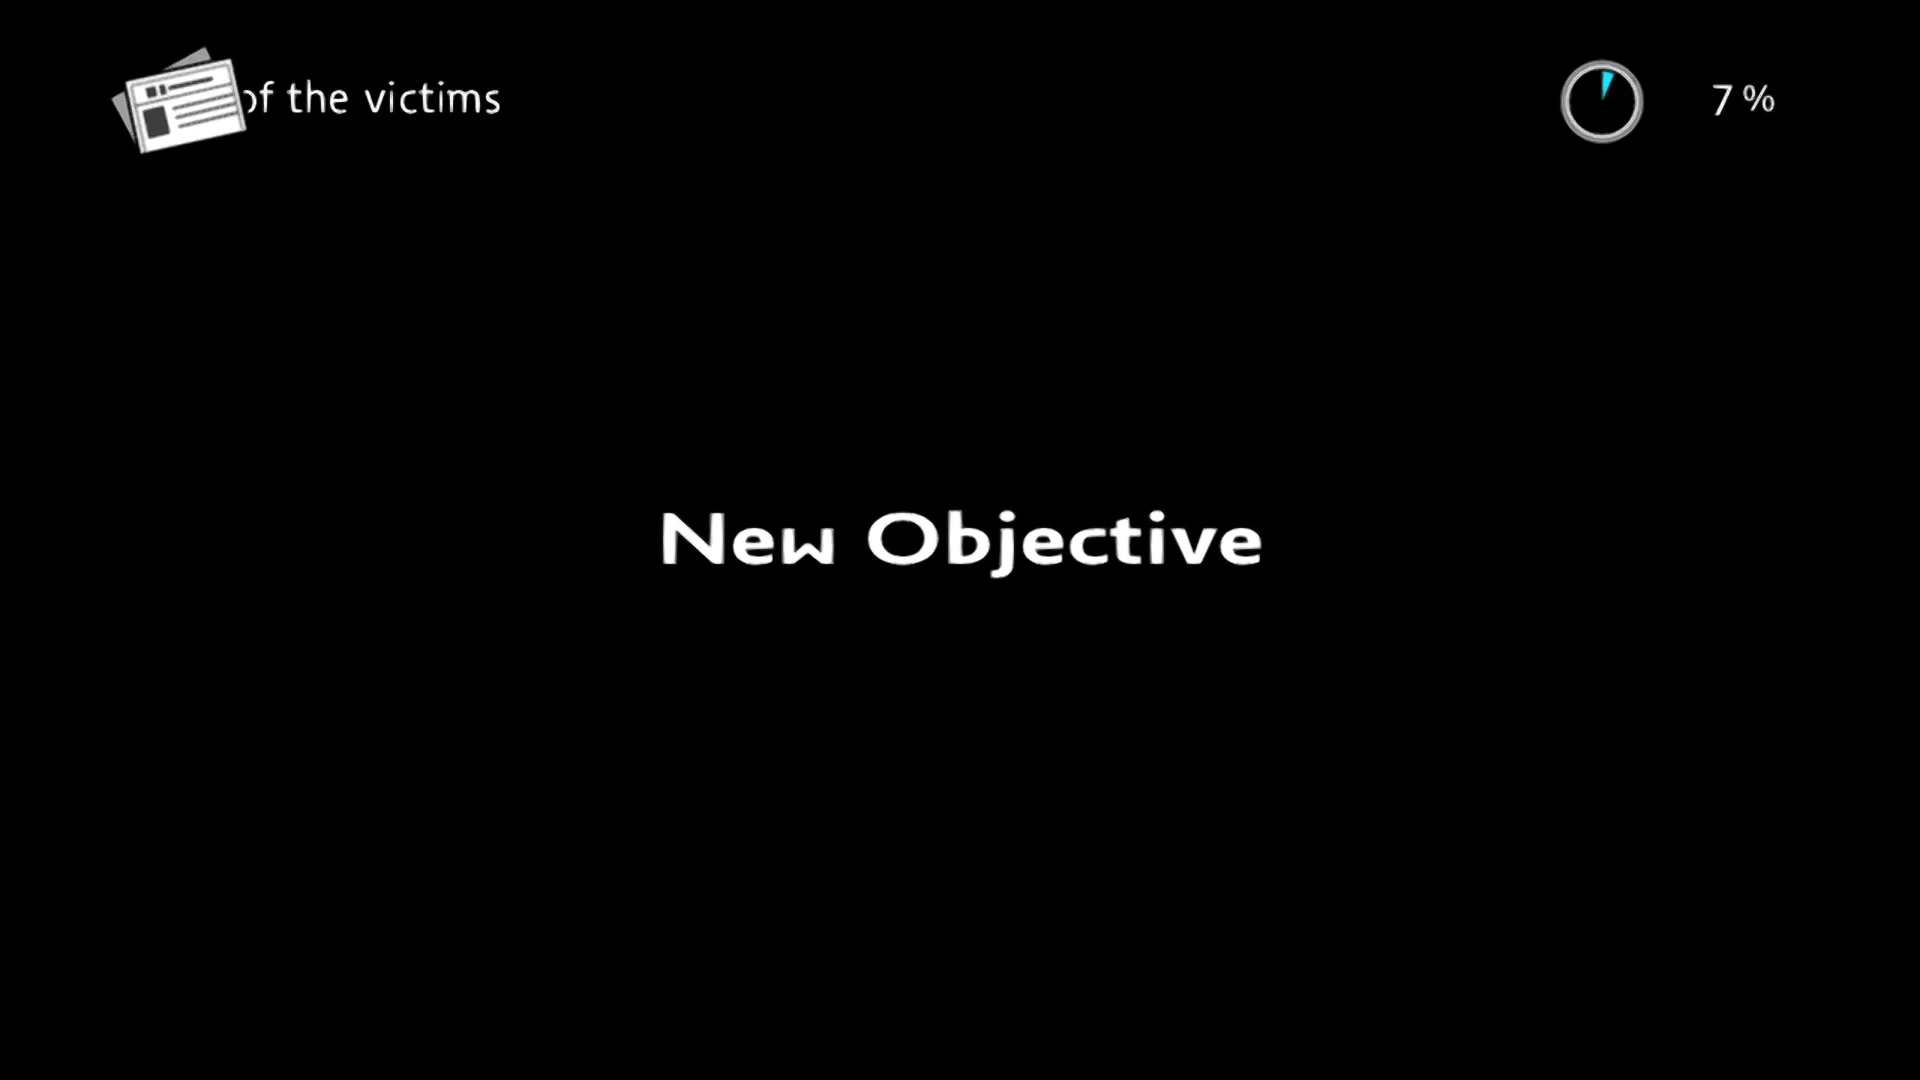 of the victims
7 %
New Objective